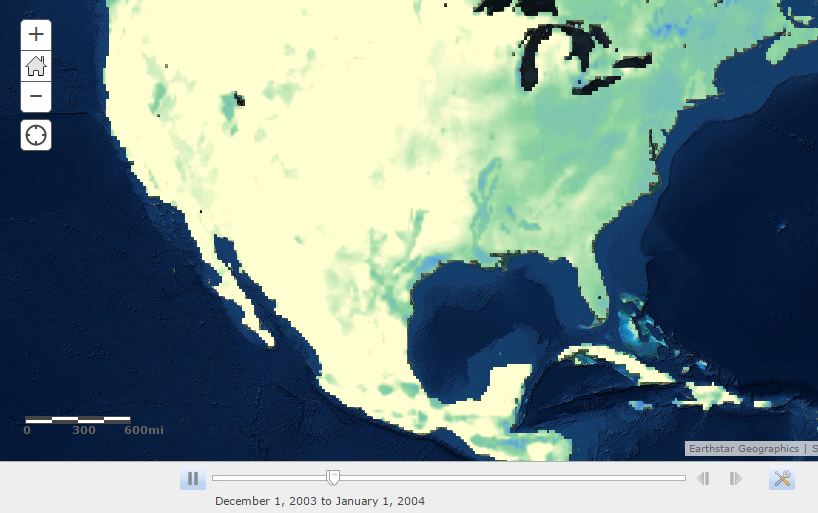 +
−
0 300 600mi
Earthstar Geographics | S
December 1, 2003 to January 1, 2004